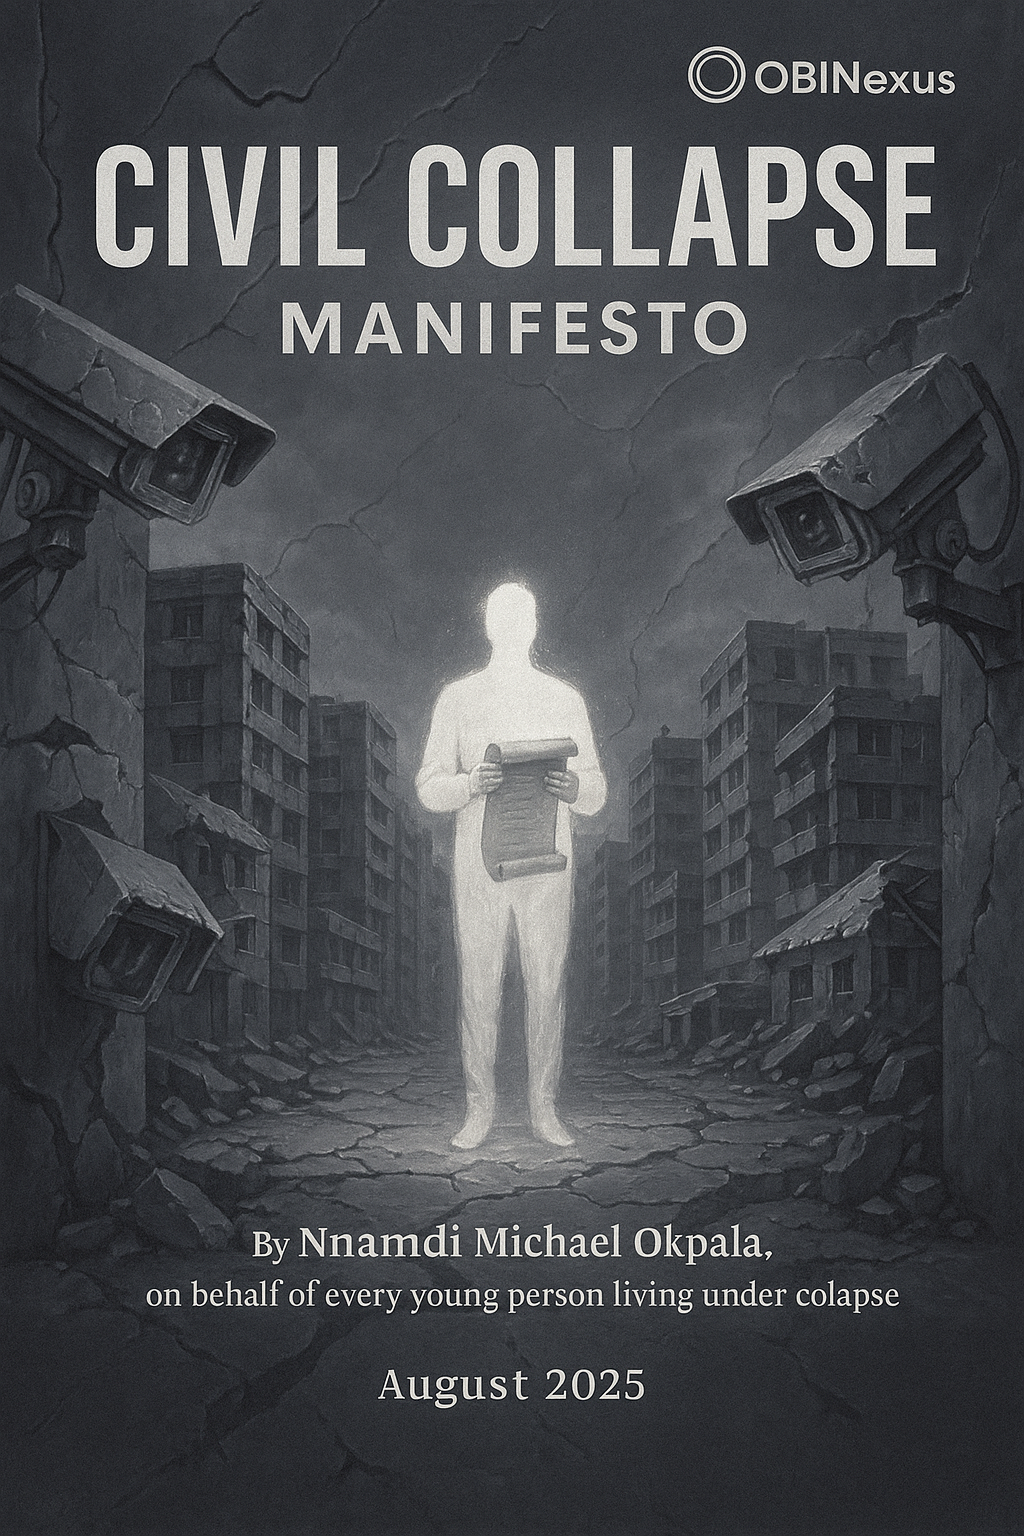 OBINexus
CIVIL COLLAPSE
MANIFESTO
By Nnamdi Michael Okpala,
on behalf of every young person living under colapse
August 2025